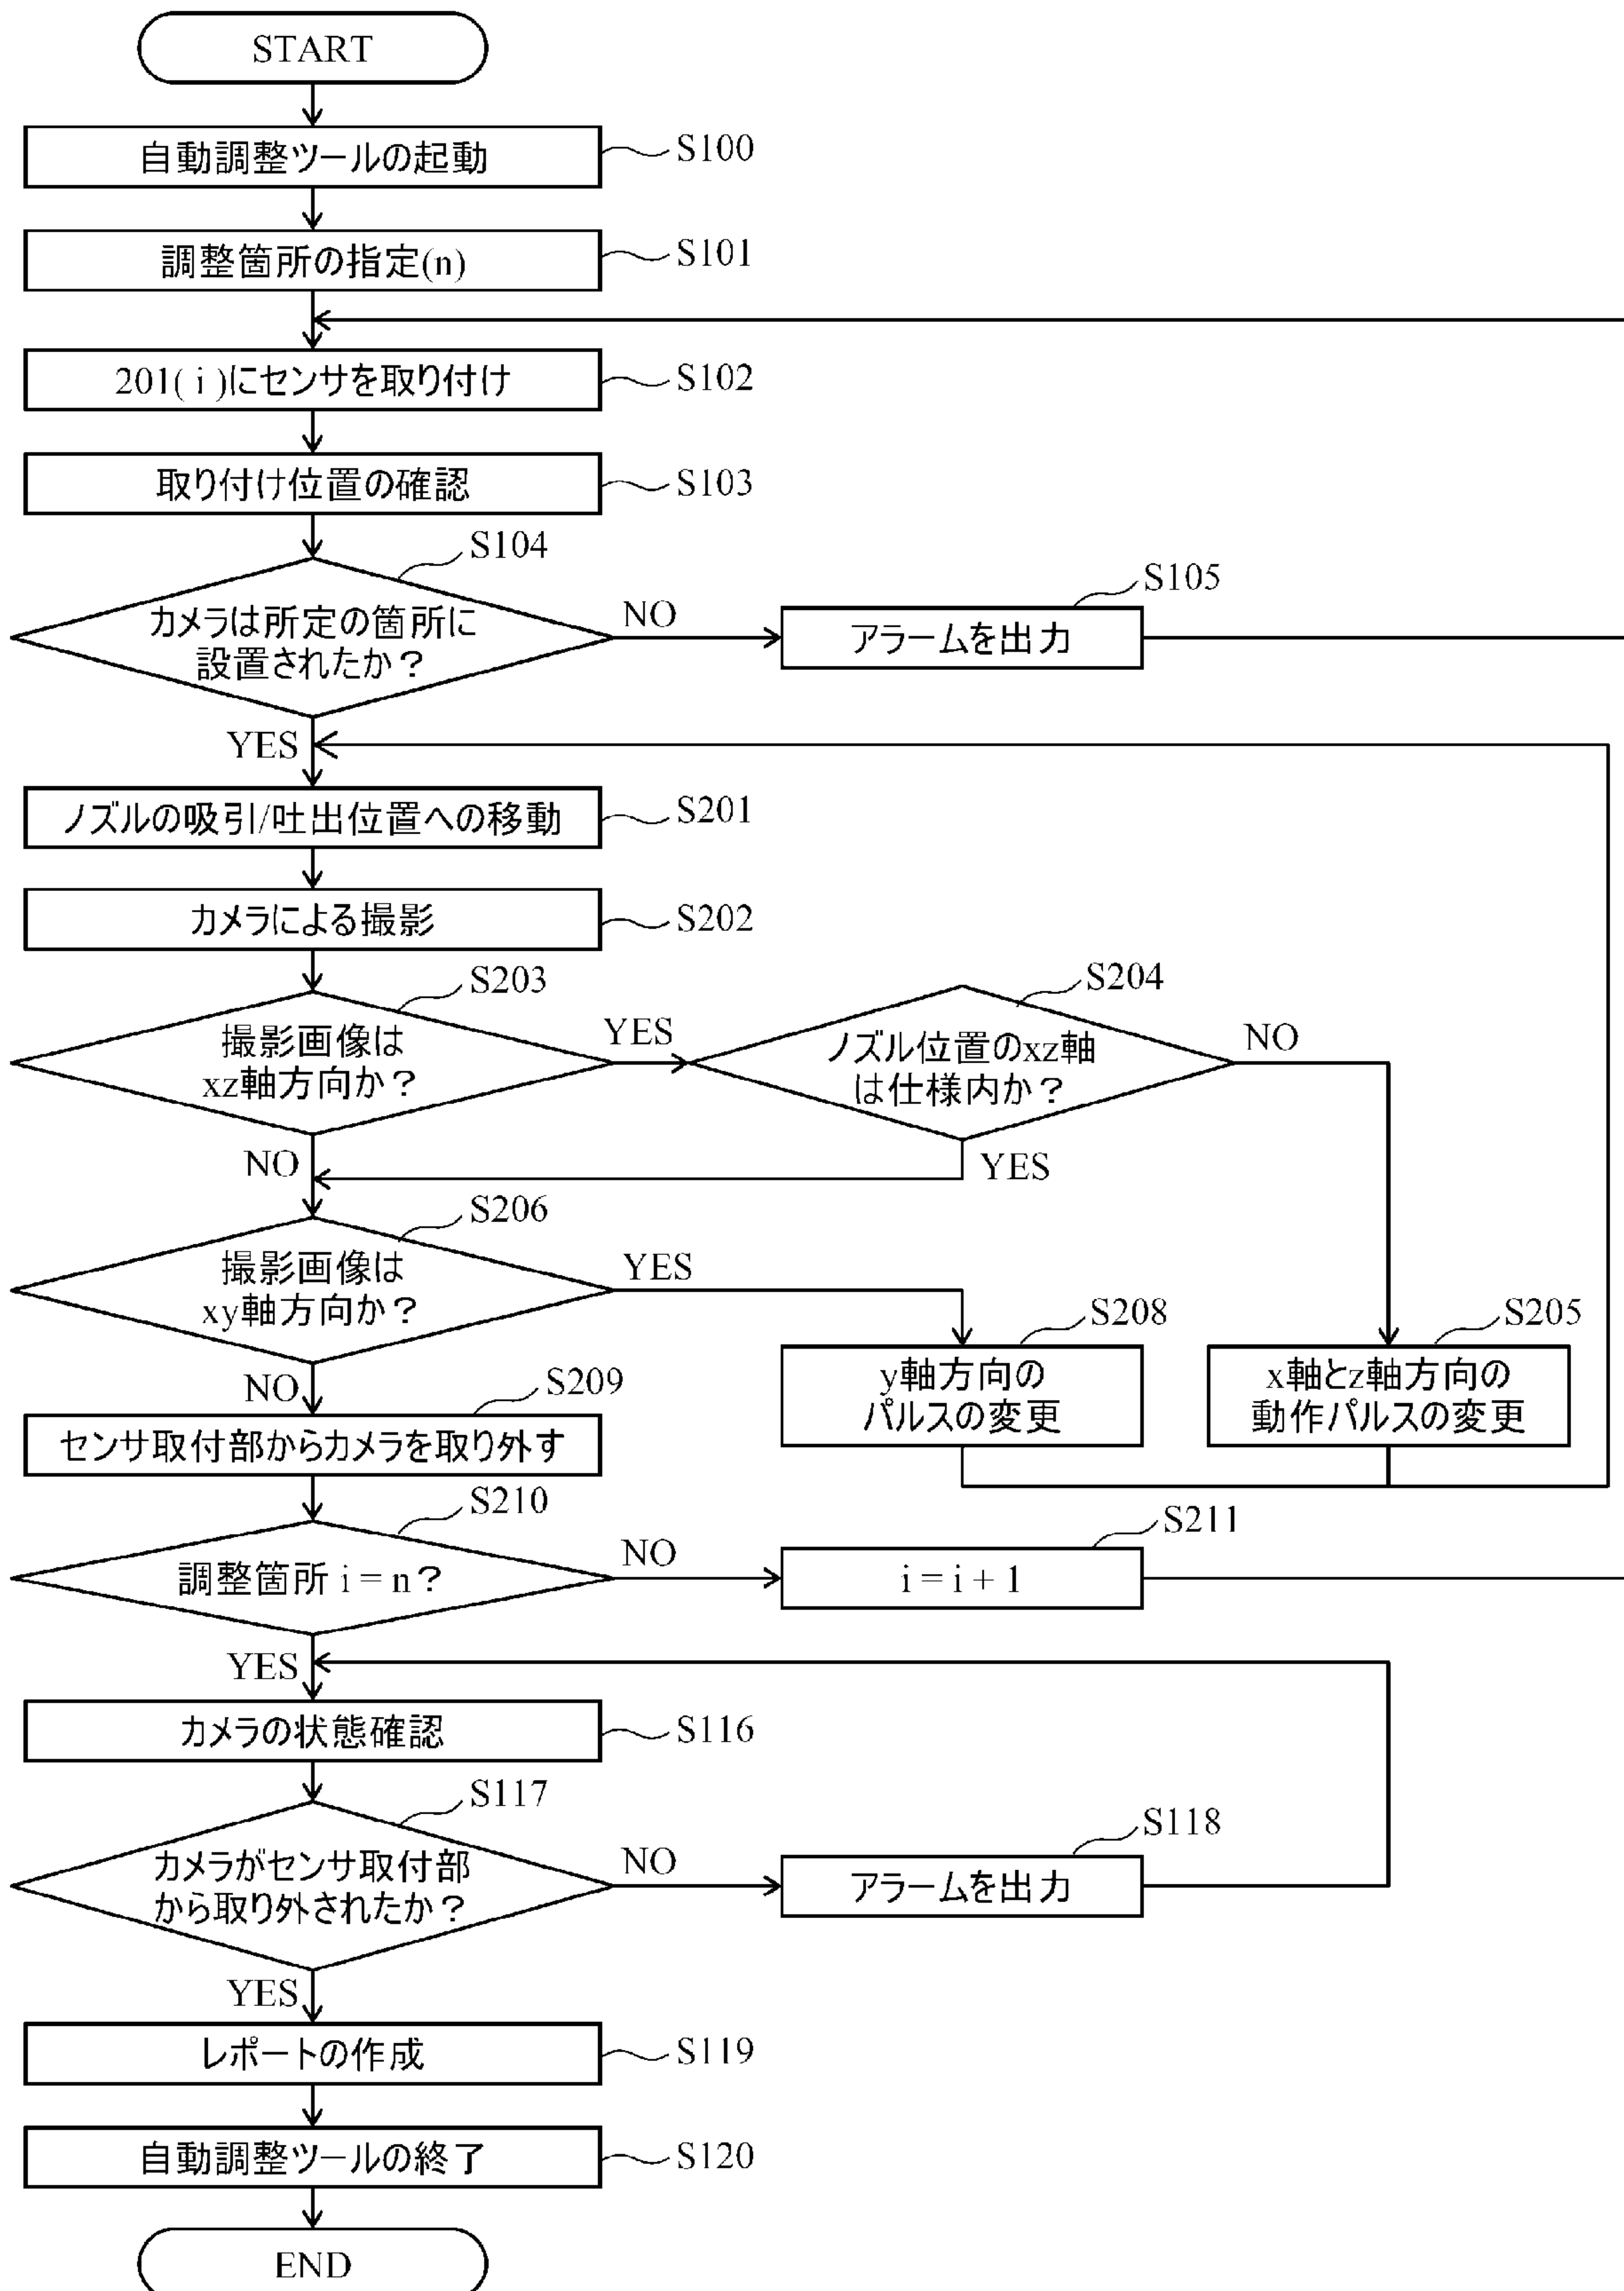 START
自動調整ツールの起動
S100
調整箇所の指定(n)
S101
201( i )にセンサを取り付け
S102
取り付け位置の確認
S103
S104
カメラは所定の箇所に
設置されたか？
NO
S105
アラームを出力
YES
ノズルの吸引/吐出位置への移動
S201
カメラによる撮影
S202
S203
撮影画像は
xz軸方向か？
YES
S204
ノズル位置のxz軸
は仕様内か？
NO
NO
YES
S206
撮影画像は
xy軸方向か？
YES
S208
y軸方向の
パルスの変更
S205
x軸とz軸方向の
動作パルスの変更
NO
S209
センサ取付部からカメラを取り外す
S210
調整箇所 i = n？
NO
S211
i = i + 1
YES
カメラの状態確認
S116
S117
カメラがセンサ取付部
から取り外されたか？
NO
S118
アラームを出力
YES
レポートの作成
S119
自動調整ツールの終了
S120
END